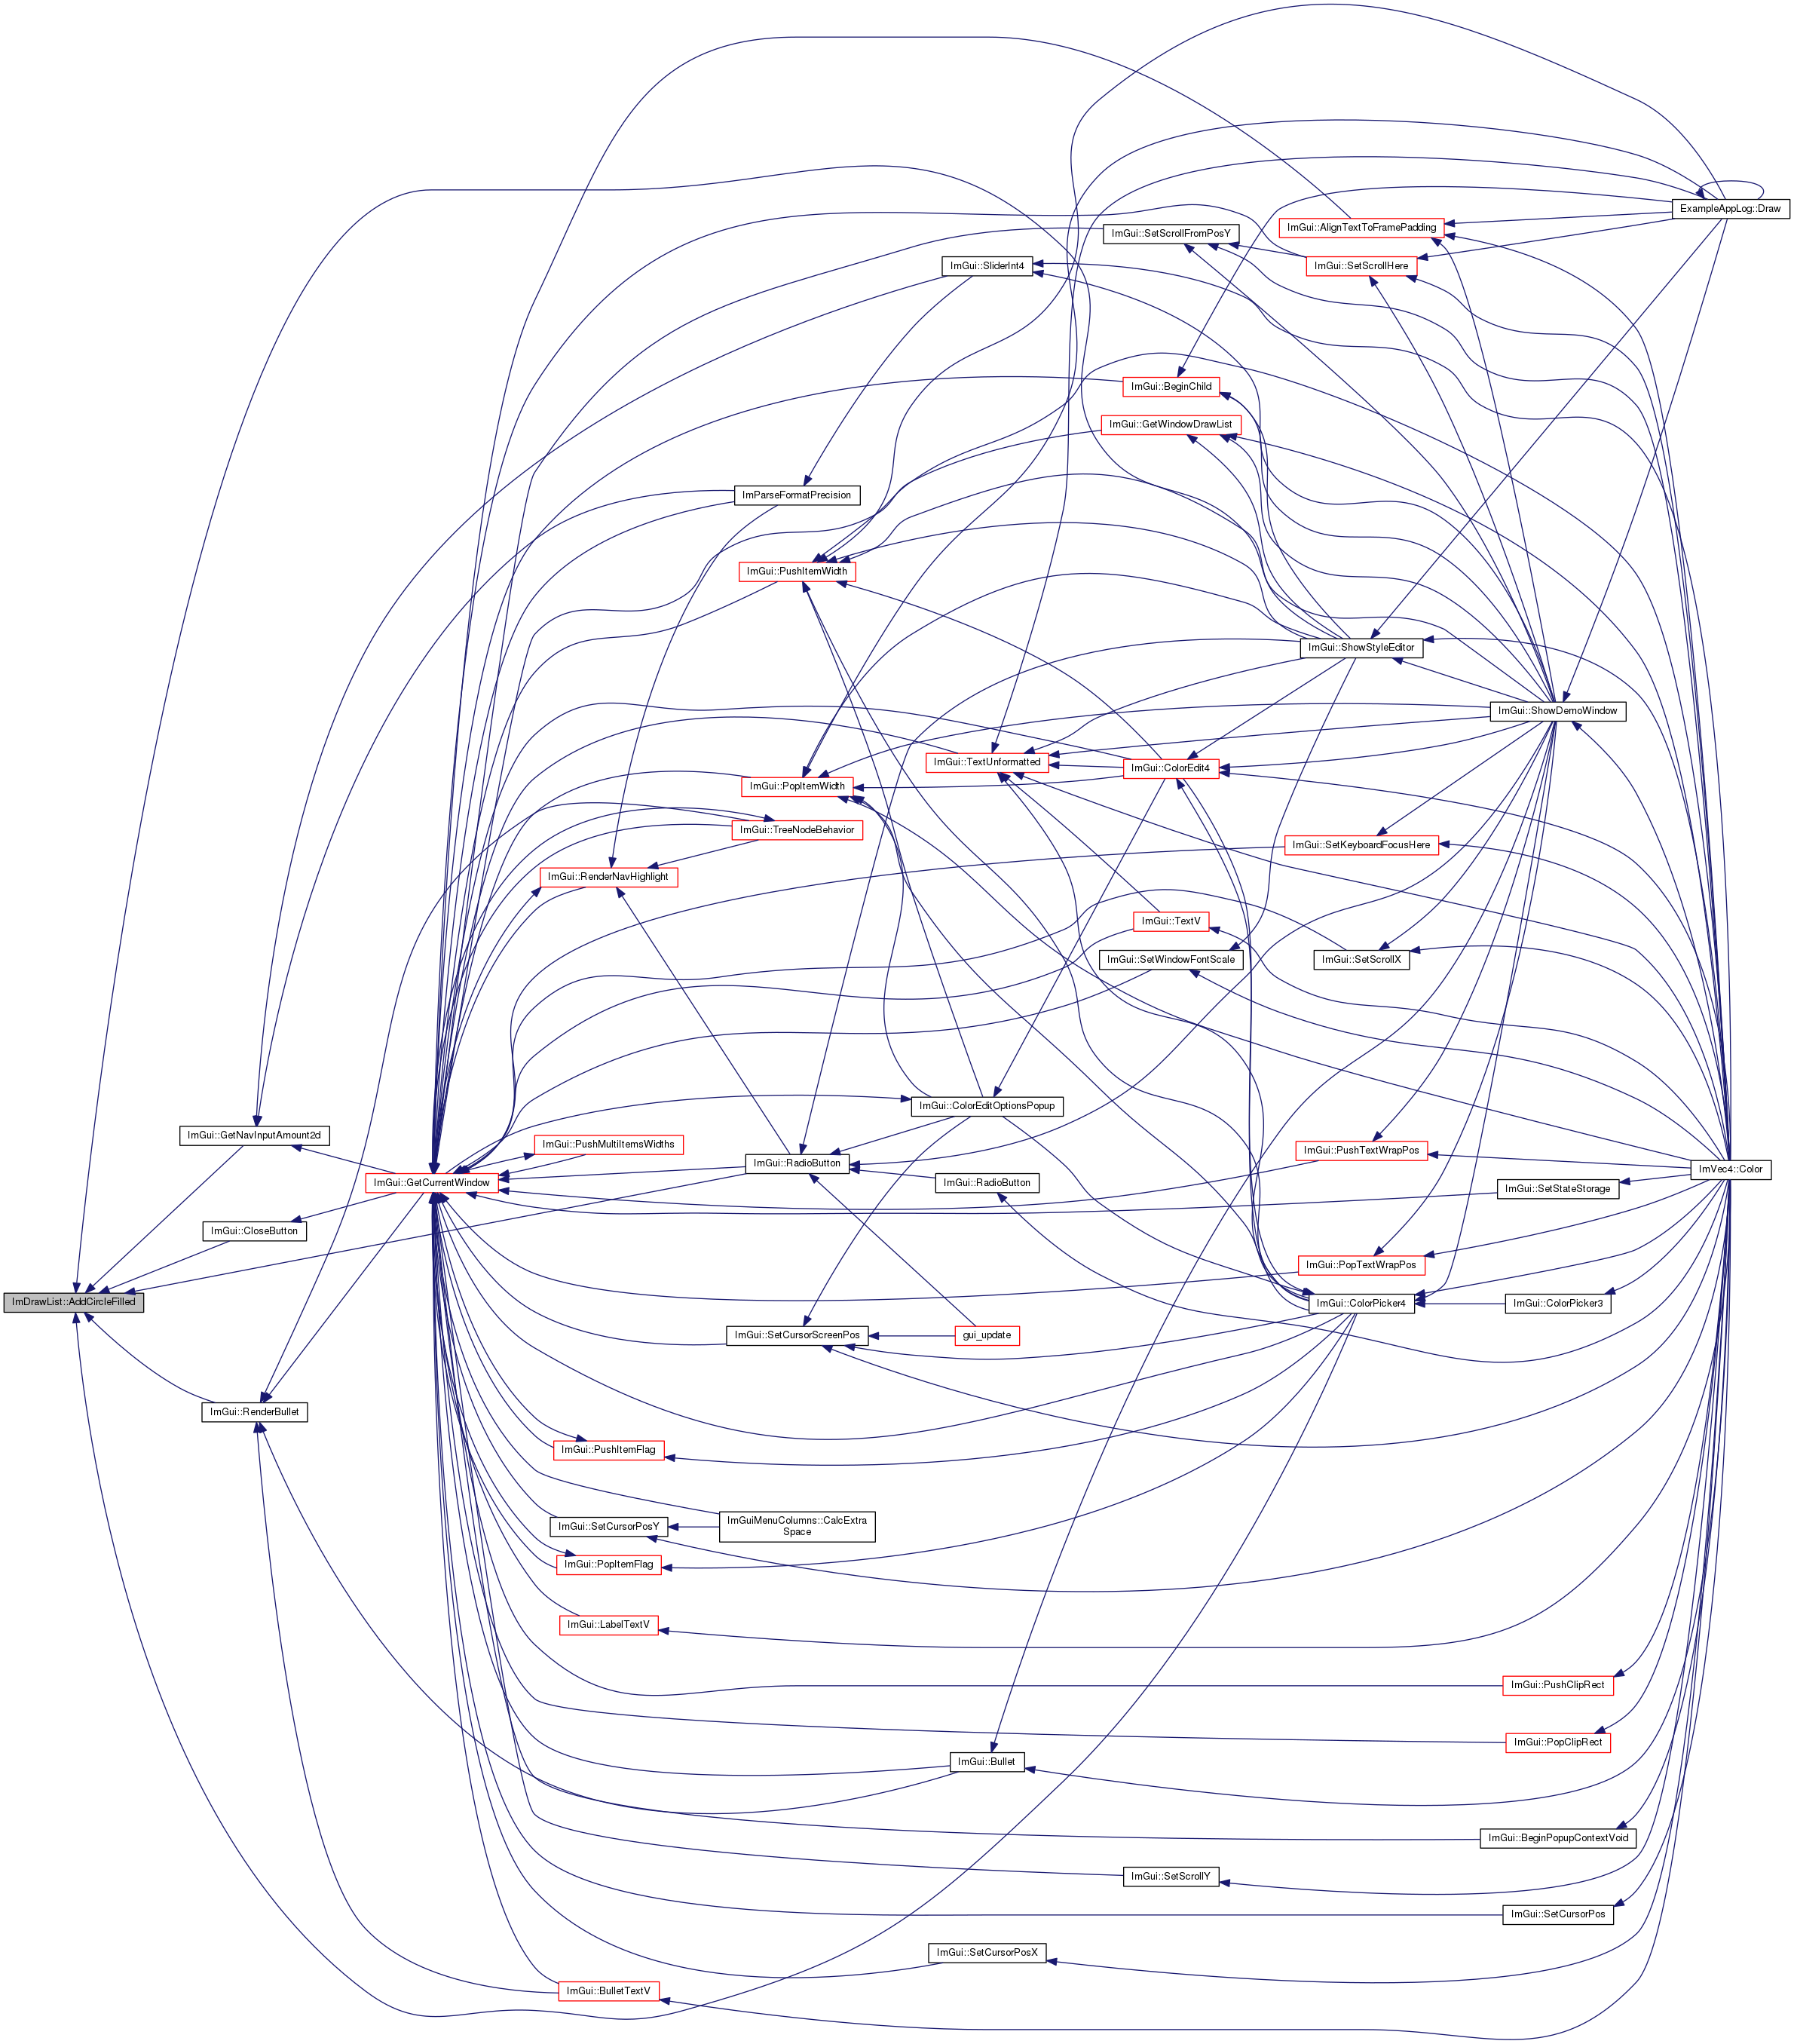 ExampleAppLog::Draw
ImGui::AlignTextToFramePadding
ImGui::SetScrollFromPosY
ImGui::SliderInt4
ImGui::SetScrollHere
ImGui::BeginChild
ImGui::GetWindowDrawList
ImParseFormatPrecision
ImGui::PushItemWidth
ImGui::ShowStyleEditor
ImGui::ShowDemoWindow
ImGui::TextUnformatted
ImGui::ColorEdit4
ImGui::PopItemWidth
ImGui::TreeNodeBehavior
ImGui::SetKeyboardFocusHere
ImGui::RenderNavHighlight
ImGui::TextV
ImGui::SetWindowFontScale
ImGui::SetScrollX
ImGui::ColorEditOptionsPopup
ImGui::GetNavInputAmount2d
ImGui::PushMultiItemsWidths
ImGui::PushTextWrapPos
ImGui::RadioButton
ImVec4::Color
ImGui::GetCurrentWindow
ImGui::RadioButton
ImGui::SetStateStorage
ImGui::CloseButton
ImGui::PopTextWrapPos
ImDrawList::AddCircleFilled
ImGui::ColorPicker4
ImGui::ColorPicker3
ImGui::SetCursorScreenPos
gui_update
ImGui::RenderBullet
ImGui::PushItemFlag
ImGui::SetCursorPosY
ImGuiMenuColumns::CalcExtra
Space
ImGui::PopItemFlag
ImGui::LabelTextV
ImGui::PushClipRect
ImGui::PopClipRect
ImGui::Bullet
ImGui::BeginPopupContextVoid
ImGui::SetScrollY
ImGui::SetCursorPos
ImGui::SetCursorPosX
ImGui::BulletTextV